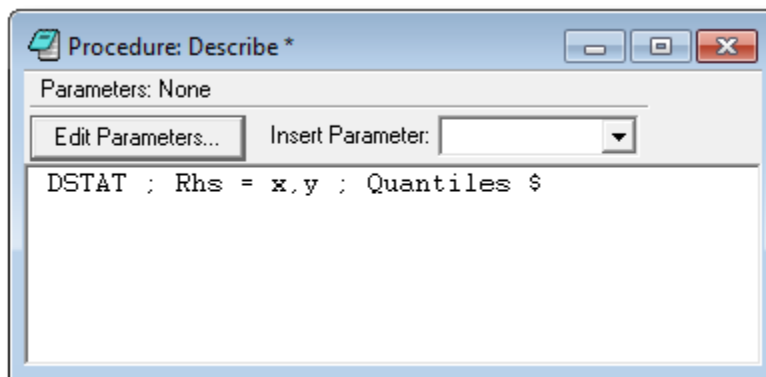 Procedure: Describe *
Parameters: None
Edit Parameters... Insert Parameter:
DSTAT ; Rhs = x,y ; Quantiles $